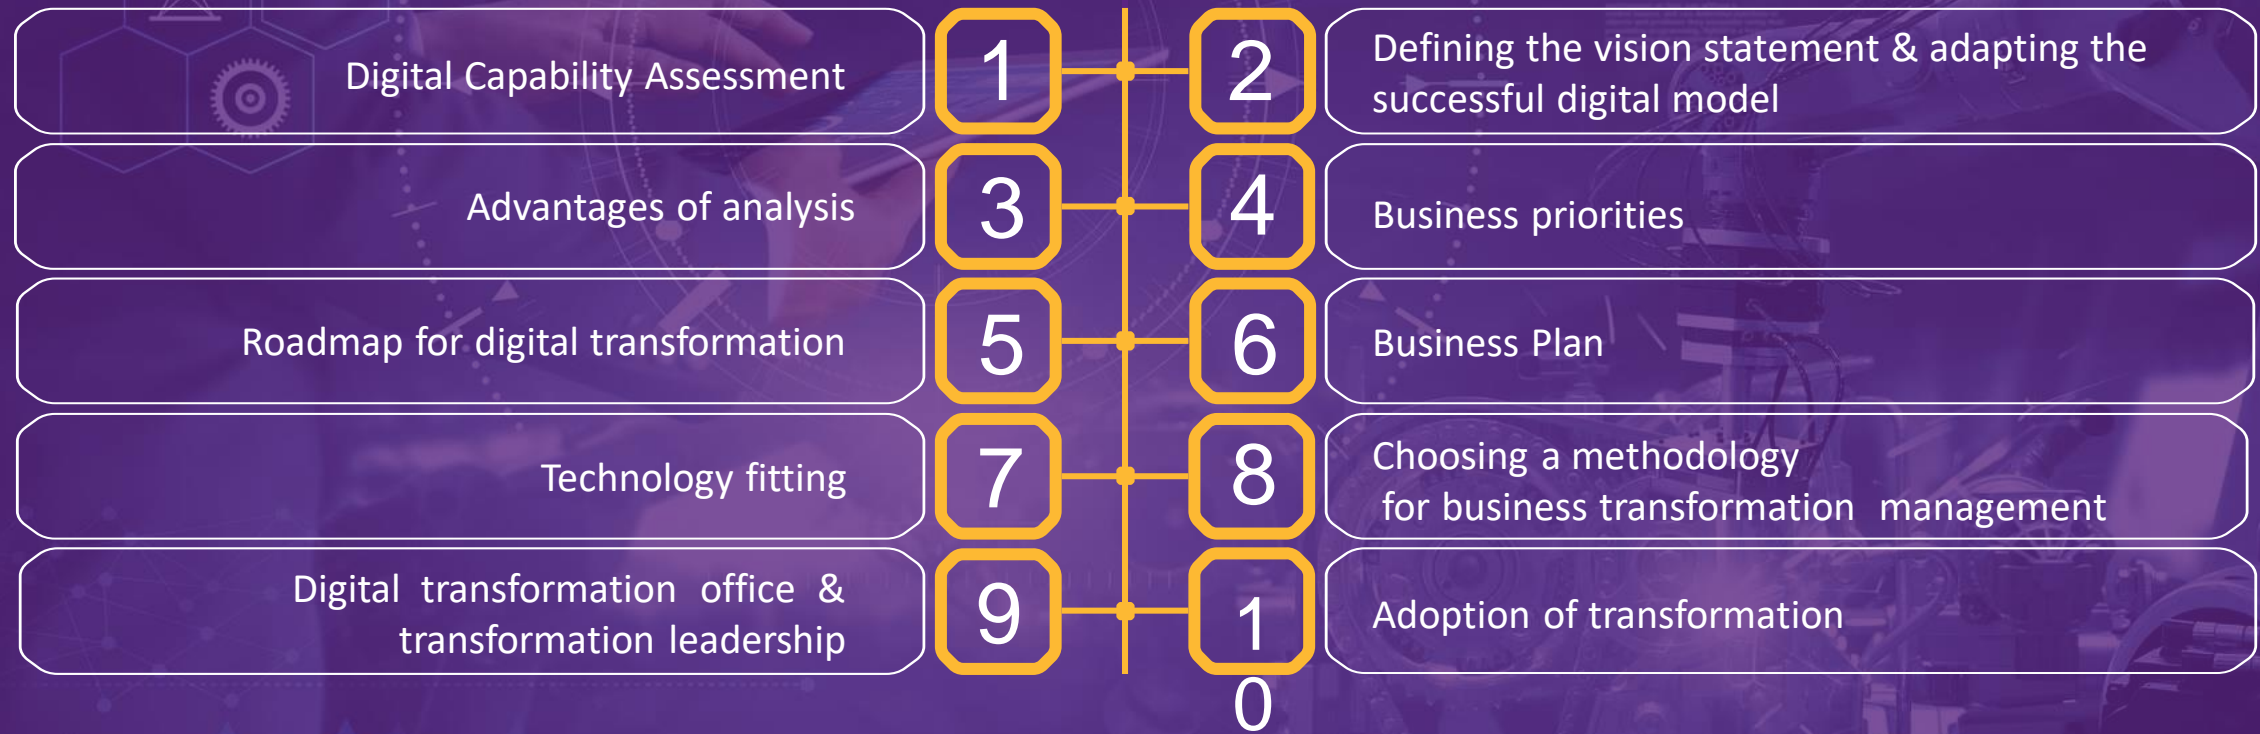 1
Digital Capability Assessment
2
Defining the vision statement & adapting the
successful digital model
3
Advantages of analysis
4
Business priorities
5
Roadmap for digital transformation
6
Business Plan
7
Technology fitting
8
Choosing a methodology
for business transformation management
9
Digital transformation office &
transformation leadership
1
0
Adoption of transformation